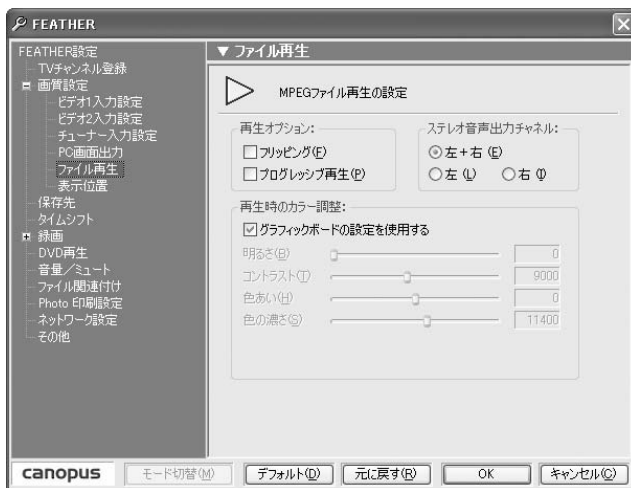 FEATHER
FEATHER設定
TVチャンネル登録
画質設定
ビデオ1入力設定
ビデオ2入力設定
チューナー入力設定
PC画面出力
ファイル再生
表示位置
保存先
タイムシフト
録画
DVD再生
音量／ミュート
ファイル関連付け
Photo 印刷設定
ネットワーク設定
その他
▼ ファイル再生
MPEGファイル再生の設定
再生オプション:
フリッピング(F)
プログレッシブ再生(P)
ステレオ音声出力チャネル:
左+右 (E)
左 (L) 右 (I)
再生時のカラー調整:
グラフィックボードの設定を使用する
明るさ(B) 0
コントラスト(T) 9000
色あい(H) 0
色の濃さ(S) 11400
canopus モード切替(M) デフォルト(D) 元に戻す(R) OK キャンセル(C)